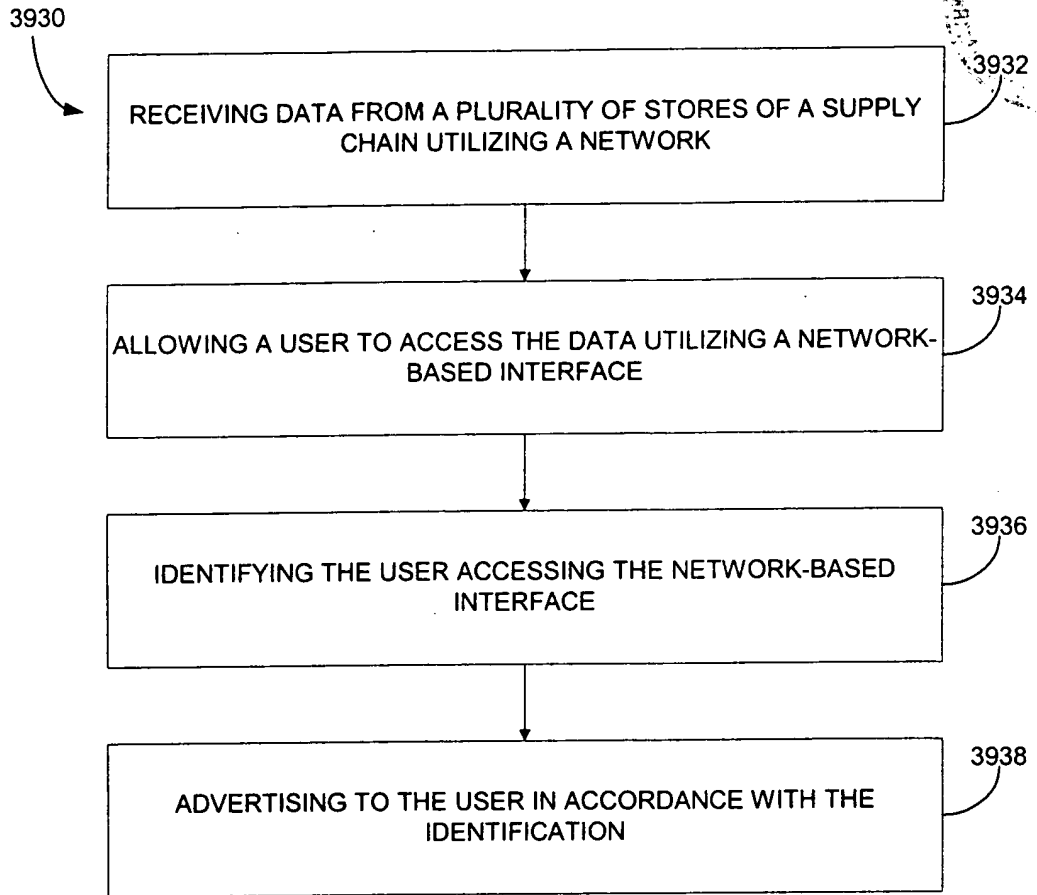 3930
3932
RECEIVING DATA FROM A PLURALITY OF STORES OF A SUPPLY
CHAIN UTILIZING A NETWORK
3934
ALLOWING A USER TO ACCESS THE DATA UTILIZING A NETWORK-
BASED INTERFACE
3936
IDENTIFYING THE USER ACCESSING THE NETWORK-BASED
INTERFACE
3938
ADVERTISING TO THE USER IN ACCORDANCE WITH THE
IDENTIFICATION